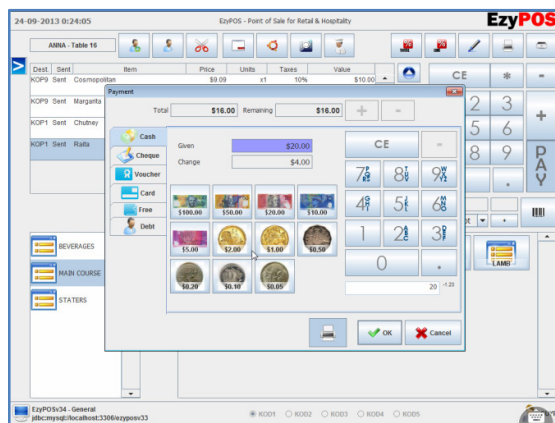 24-09-2013 0:24:05
EzyPOS - Point of Sale for Retail & Hospitality
EzyPOS
ANNA - Table 16
Dest. Sent Item Price Units Taxes Value
KOP9 Sent Cosmopolitan $9.09 x1 10% $10.00
KOP9 Sent Margarita
KOP1 Sent Chutney
KOP1 Sent Raita
CE * -
2 3
5 6 +
8 9
.
PAY
Payment
Total $16.00 Remaining $16.00 + -
Cash
Cheque
Voucher
Card
Free
Debt
Given $20.00
Change $4.00
$100.00 $50.00 $20.00 $10.00
$5.00 $2.00 $1.00 $0.50
$0.20 $0.10 $0.05
CE -
7 8 9
4 5 6
1 2 3
0 .
20 -1.23
OK Cancel
BEVERAGES
MAIN COURSE
STATERS
LAMB
EzyPOSv34 - General
jdbc:mysql://localhost:3306/ezyposv33
KOD1 KOD2 KOD3 KOD4 KOD5